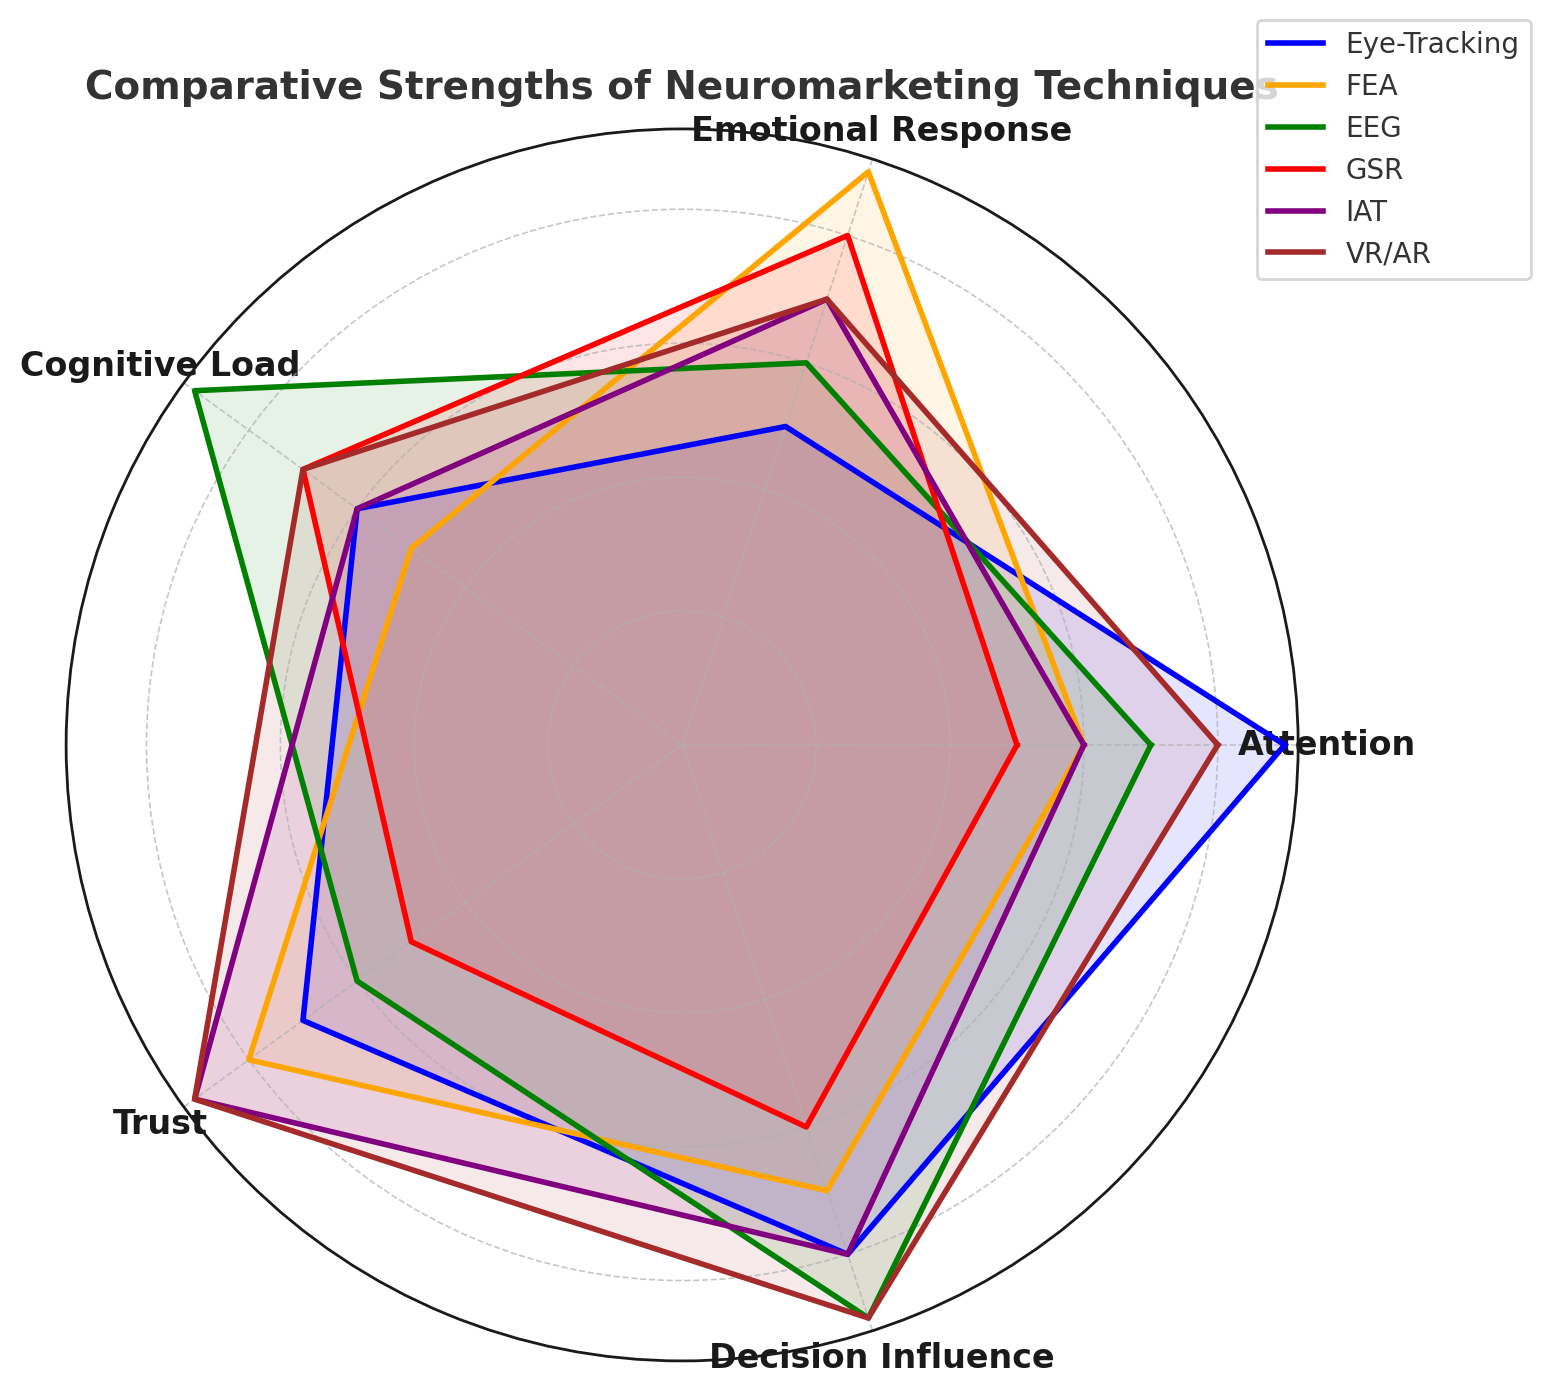 Comparative Strengths of Neuromarketing Techniques
Eye-Tracking
FEA
EEG
GSR
IAT
VR/AR
Emotional Response
Cognitive Load
Attention
Trust
Decision Influence